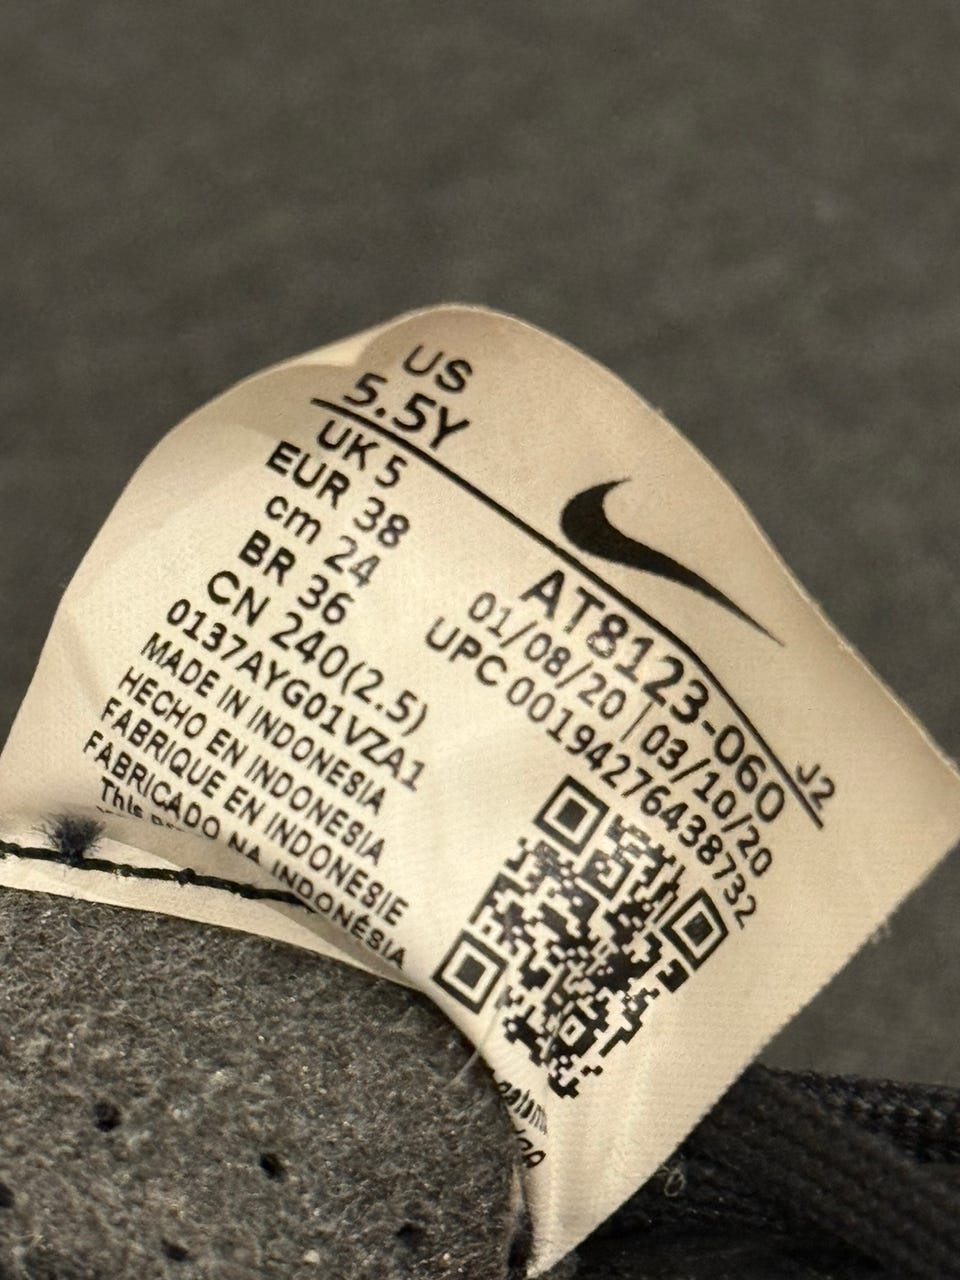 US
5.5Y
UK 5
EUR 38
cm 24
BR 36
CN 240(2.5)
0137AYG01VZA1
MADE IN INDONESIA
HECHO EN INDONESIA
FABRIQUE EN INDONESIE
FABRICADO NA INDONÉSIA
This
AT8123-060 J2
01/08/20 | 03/10/20
UPC 00194276438732